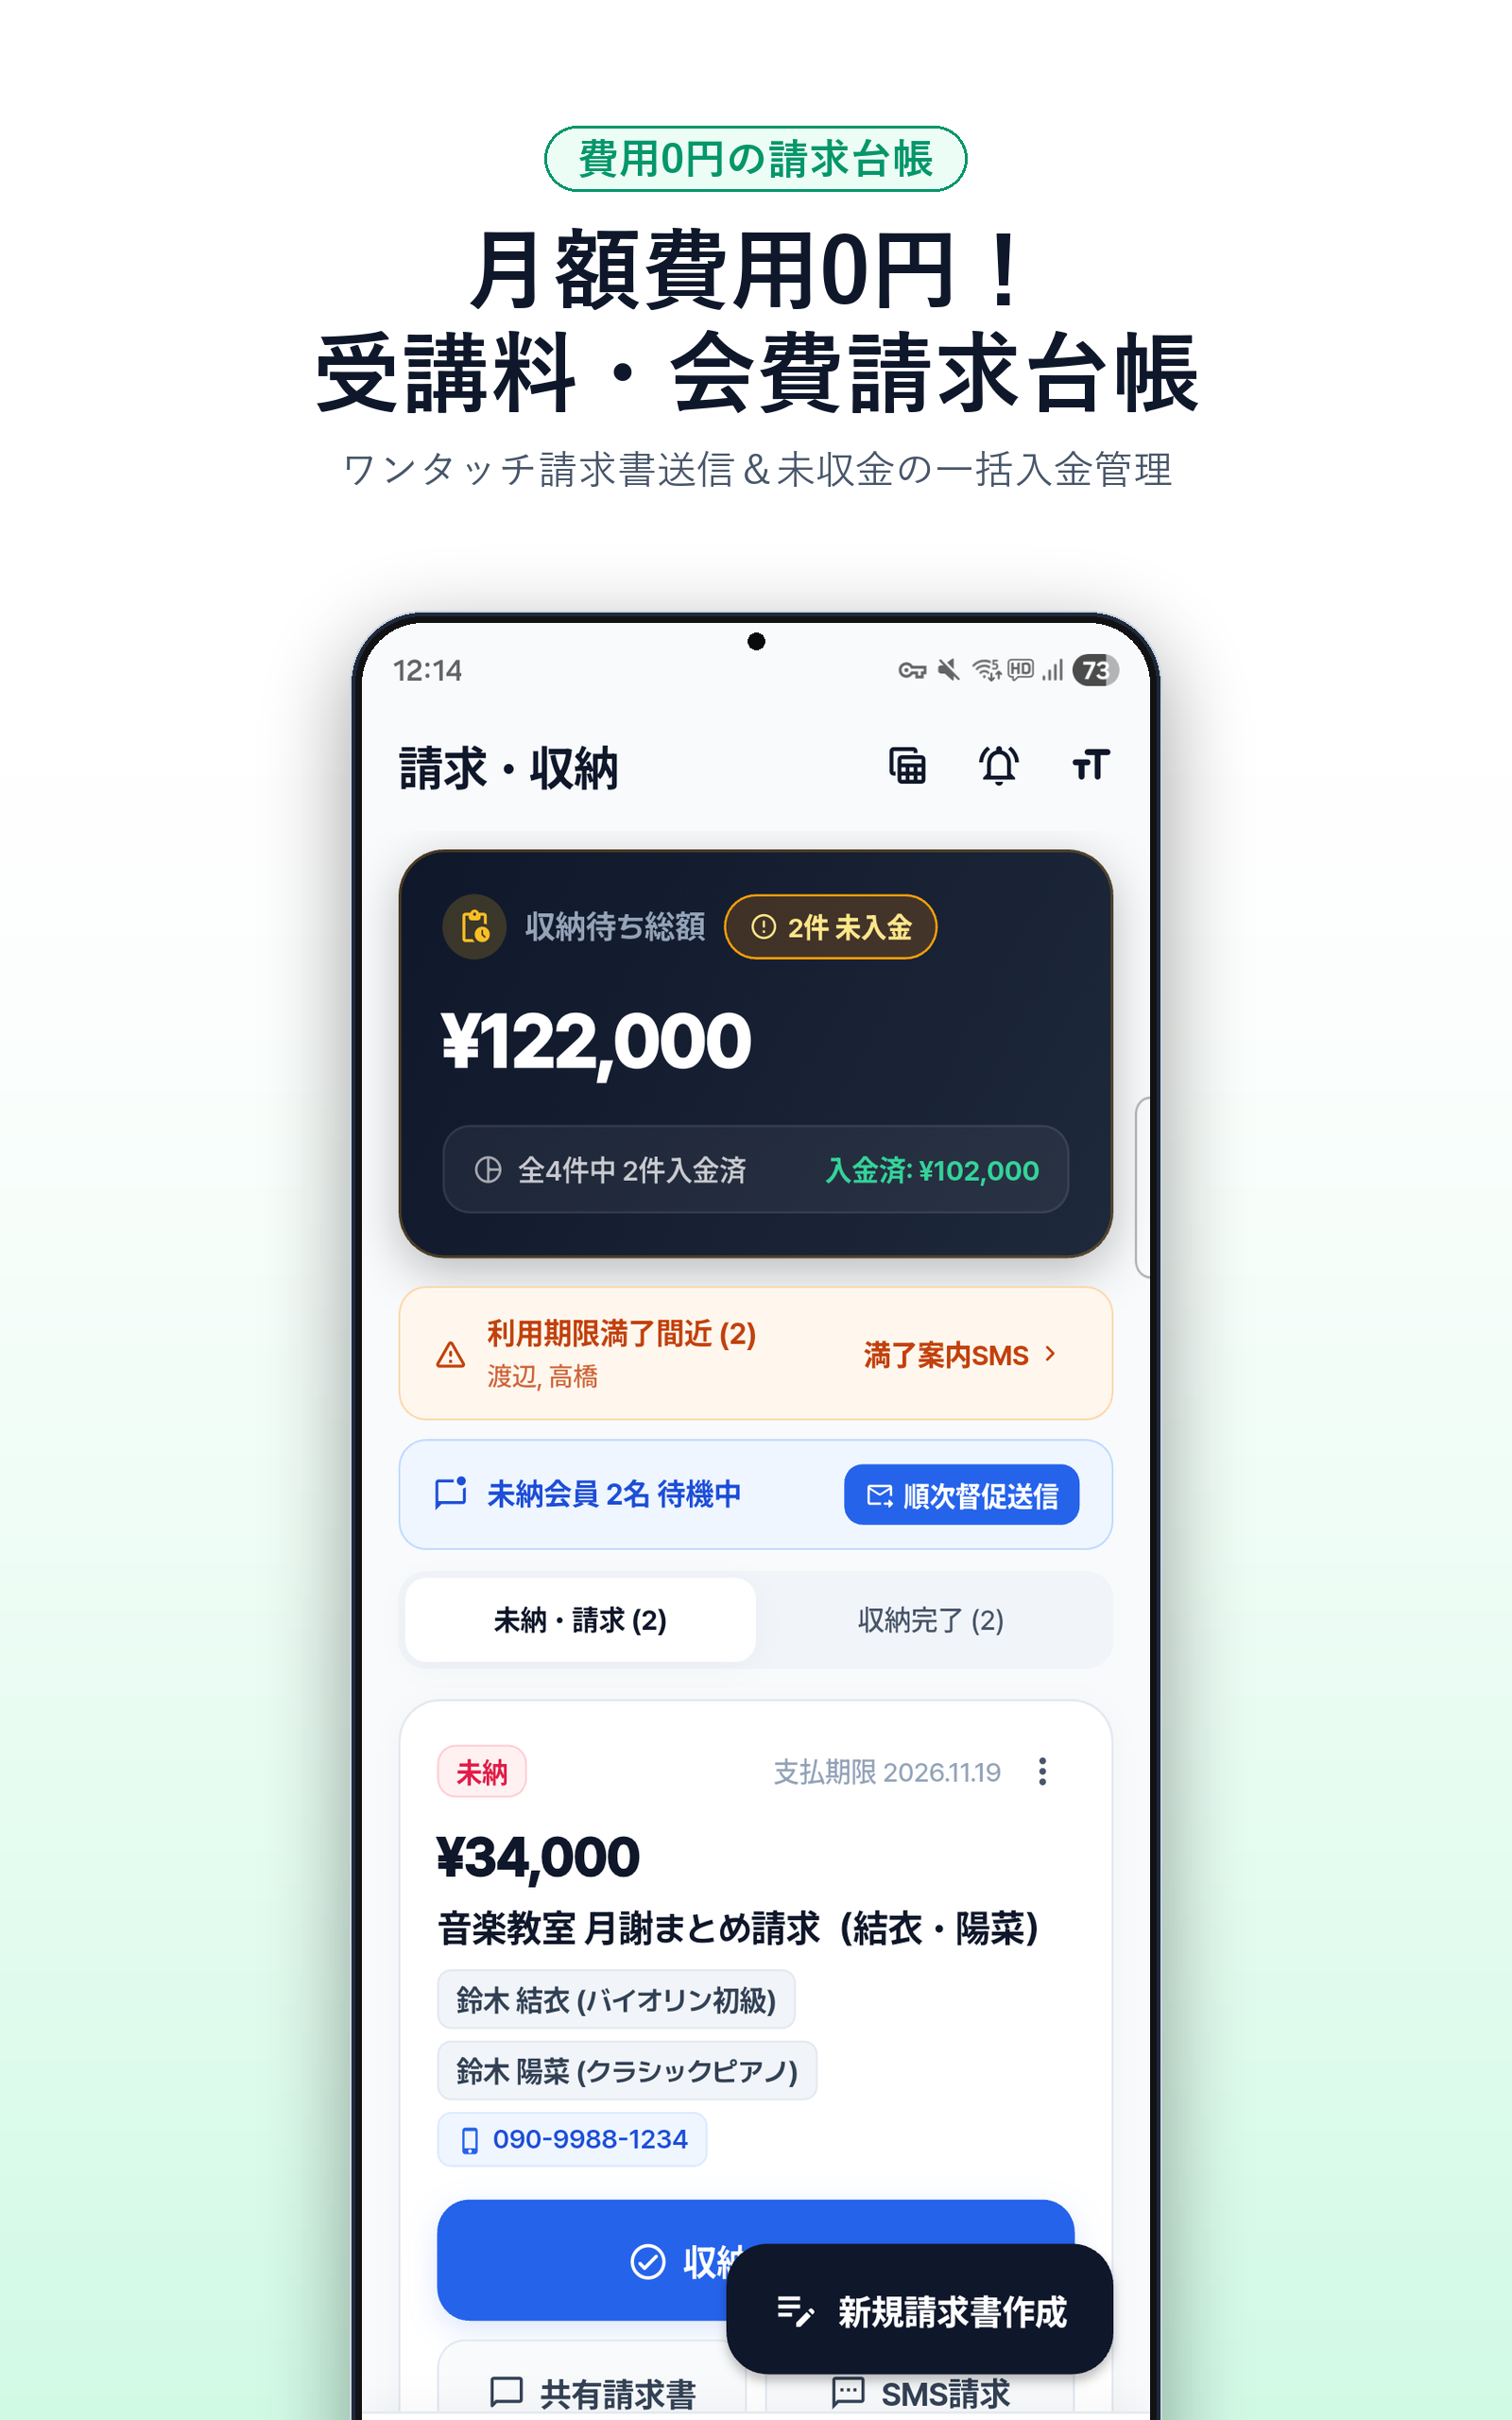 費用0円の請求台帳
月額費用0円！
受講料・会費請求台帳
ワンタッチ請求書送信＆未収金の一括入金管理
12:14
5 HD 73
請求・収納
収納待ち総額
2件 未入金
¥122,000
全4件中 2件入金済
入金済: ¥102,000
利用期限満了間近 (2)
渡辺, 高橋
満了案内SMS
未納会員 2名 待機中
順次督促送信
未納・請求 (2)
収納完了 (2)
未納
支払期限 2026.11.19
¥34,000
音楽教室 月謝まとめ請求（結衣・陽菜）
鈴木 結衣 (バイオリン初級)
鈴木 陽菜 (クラシックピアノ)
090-9988-1234
収納
新規請求書作成
共有請求書
SMS請求